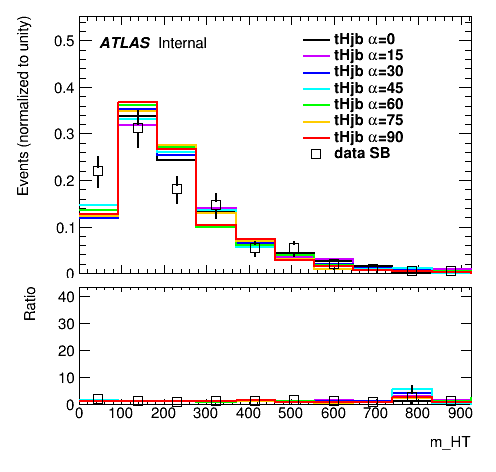 ATLAS Internal
tHjb α=0
tHjb α=15
tHjb α=30
tHjb α=45
tHjb α=60
tHjb α=75
tHjb α=90
data SB
Events (normalized to unity)
0.5
0.4
0.3
0.2
0.1
0
Ratio
40
30
20
10
0
0 100 200 300 400 500 600 700 800 900
m_HT